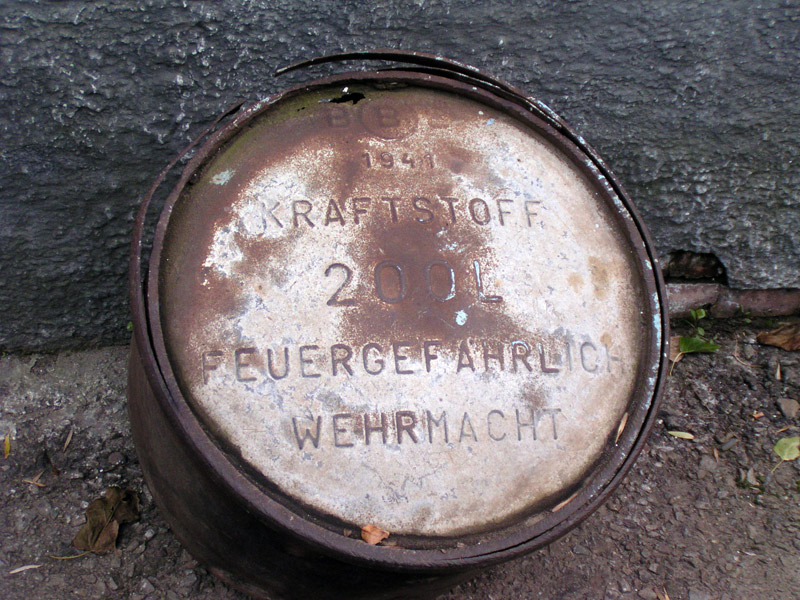 1941
KRAFTSTOFF
200L
FEUERGEFÄHRLICH
WEHRMACHT